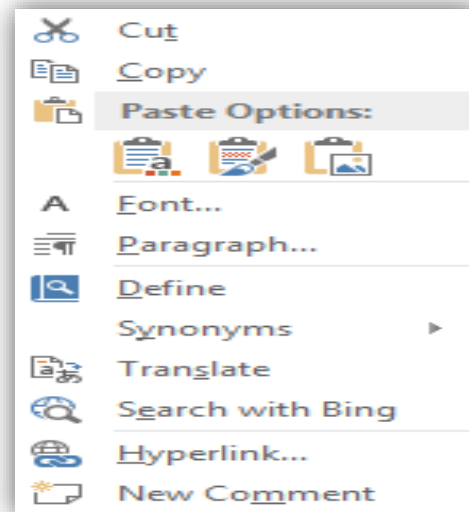 Cut
Copy
Paste Options:
Font...
Paragraph...
Define
Synonyms
Translate
Search with Bing
Hyperlink...
New Comment